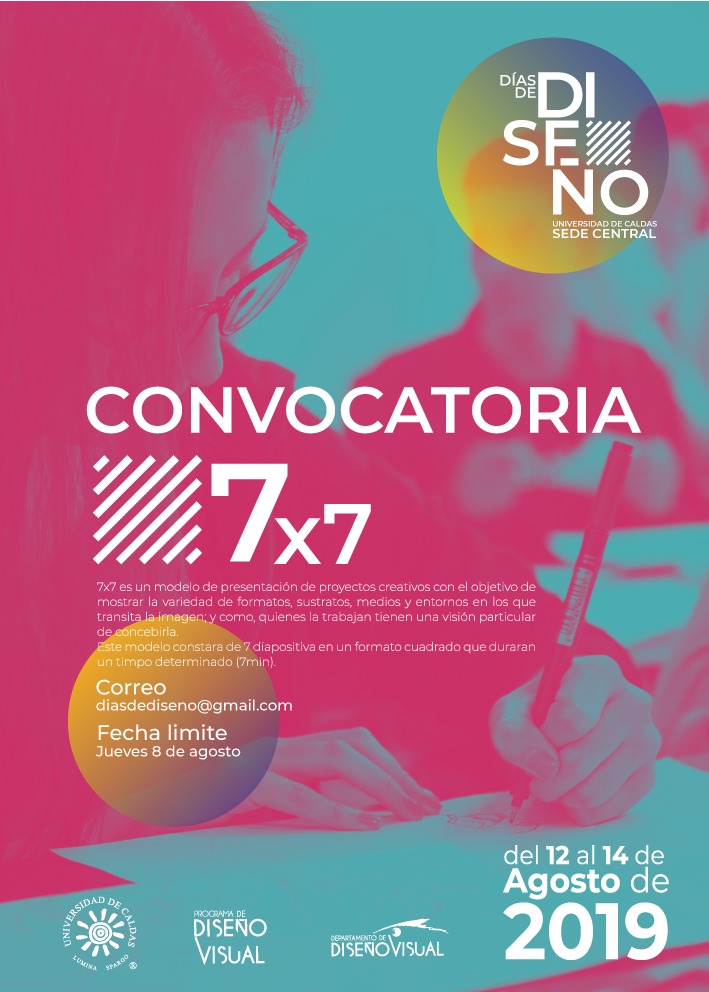 DÍAS
DE
DI
SE
NO
UNIVERSIDAD DE CALDAS
SEDE CENTRAL
CONVOCATORIA
7x7
7x7 es un modelo de presentación de proyectos creativos con el objetivo de
mostrar la variedad de formatos, sustratos, medios y entornos en los que
transita la imagen; y como, quienes la trabajan tienen una visión particular
de concebirla.
Este modelo constara de 7 diapositiva en un formato cuadrado que duraran
un timpo determinado (7min).
Correo
diasdediseno@gmail.com
Fecha limite
Jueves 8 de agosto
del 12 al 14 de
Agosto de
2019
UNIVERSIDAD DE CALDAS
LUMINA SPARGO
®
PROGRAMA DE
DISEÑO
VISUAL
DEPARTAMENTO DE
DISEÑO VISUAL